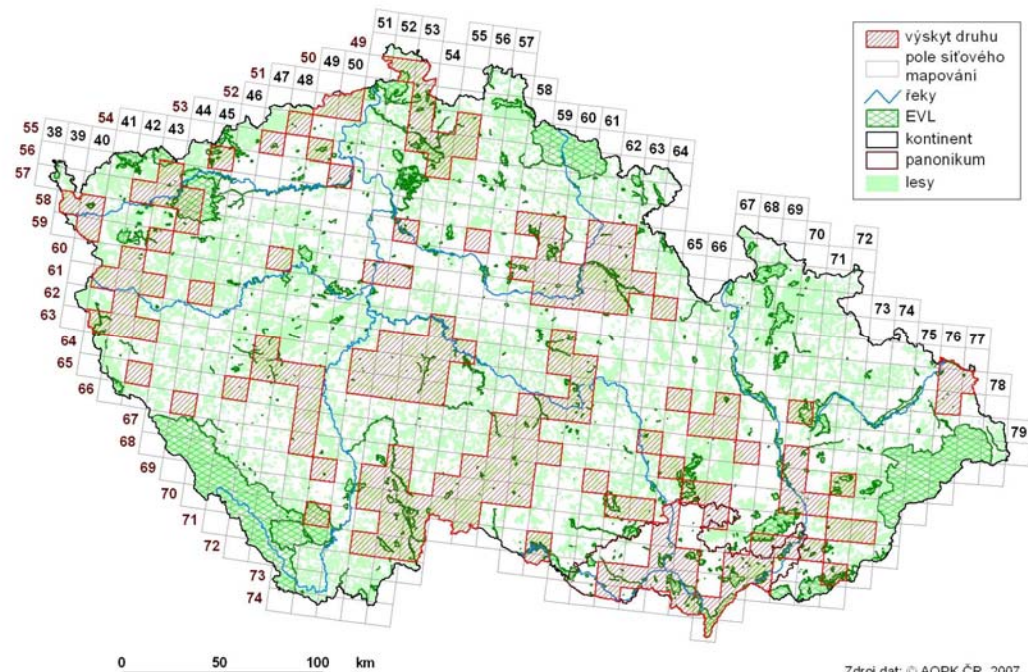 51 52 53
49
54
55 56 57
50
49 50
51
47 48
52
46
53
44 45
54
41 42 43
55
38 39 40
56
57
58
59
60
61
62
63
64
65
66
67
68
69
70
71
72
73
74
58
59 60 61
62 63 64
65 66
67 68 69
70
71
72
73 74
75 76 77
78
79
výskyt druhu
pole síťového
mapování
řeky
EVL
kontinent
panonikum
lesy
0 50 100 km
Zdroj dat: © AOPK ČR, 2007